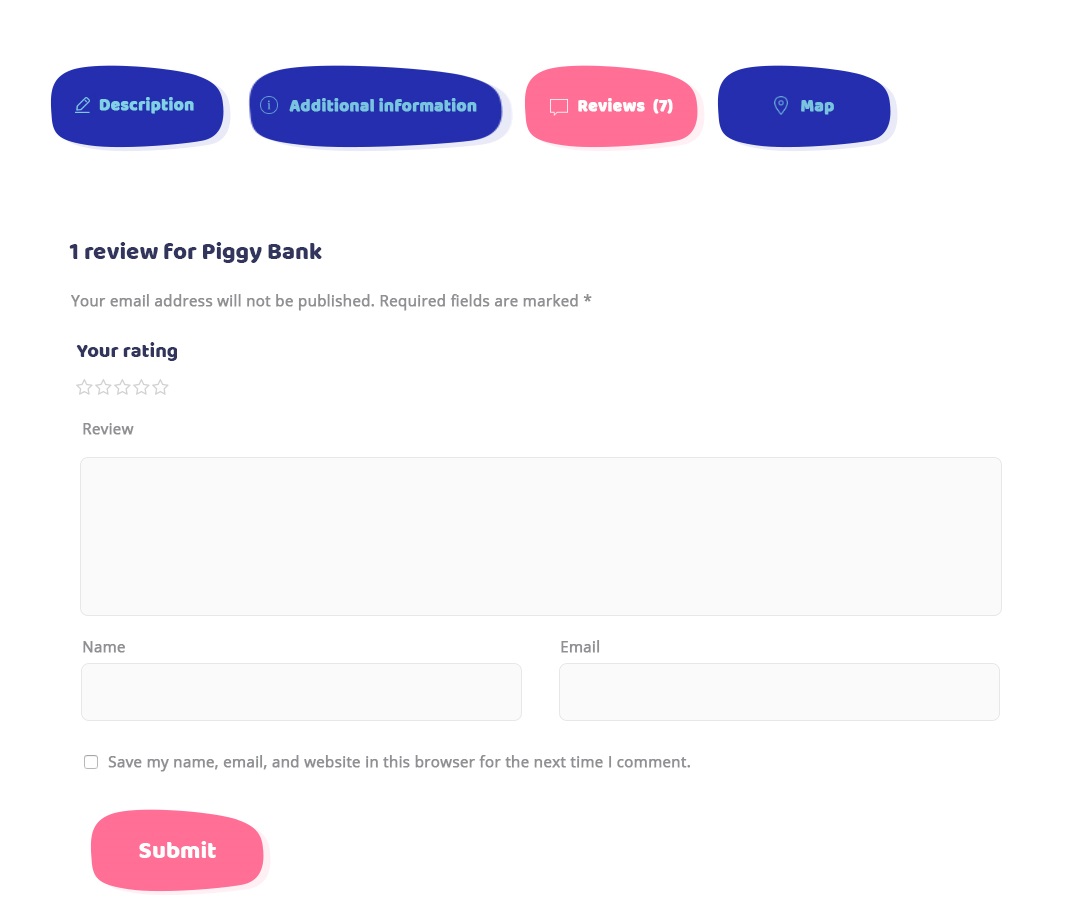 Description Additional information Reviews (7) Map
1 review for Piggy Bank
Your email address will not be published. Required fields are marked *
Your rating
Review
Name Email
Save my name, email, and website in this browser for the next time I comment.
Submit